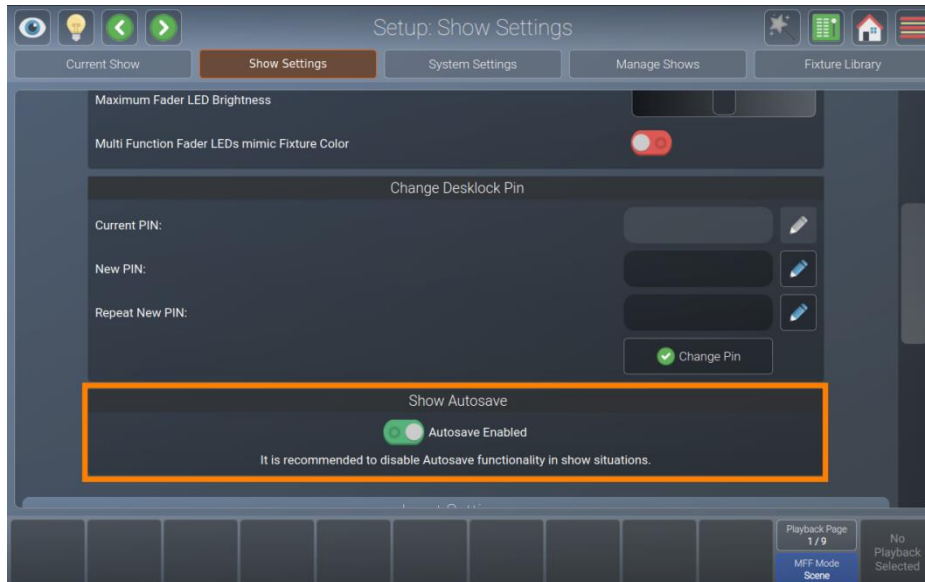 Setup: Show Settings
Current Show
Show Settings
System Settings
Manage Shows
Fixture Library
Maximum Fader LED Brightness
Multi Function Fader LEDs mimic Fixture Color
Change Desklock Pin
Current PIN:
New PIN:
Repeat New PIN:
Change Pin
Show Autosave
Autosave Enabled
It is recommended to disable Autosave functionality in show situations.
Playback Page
1 / 9
MFF Mode
Scene
No
Playback
Selected